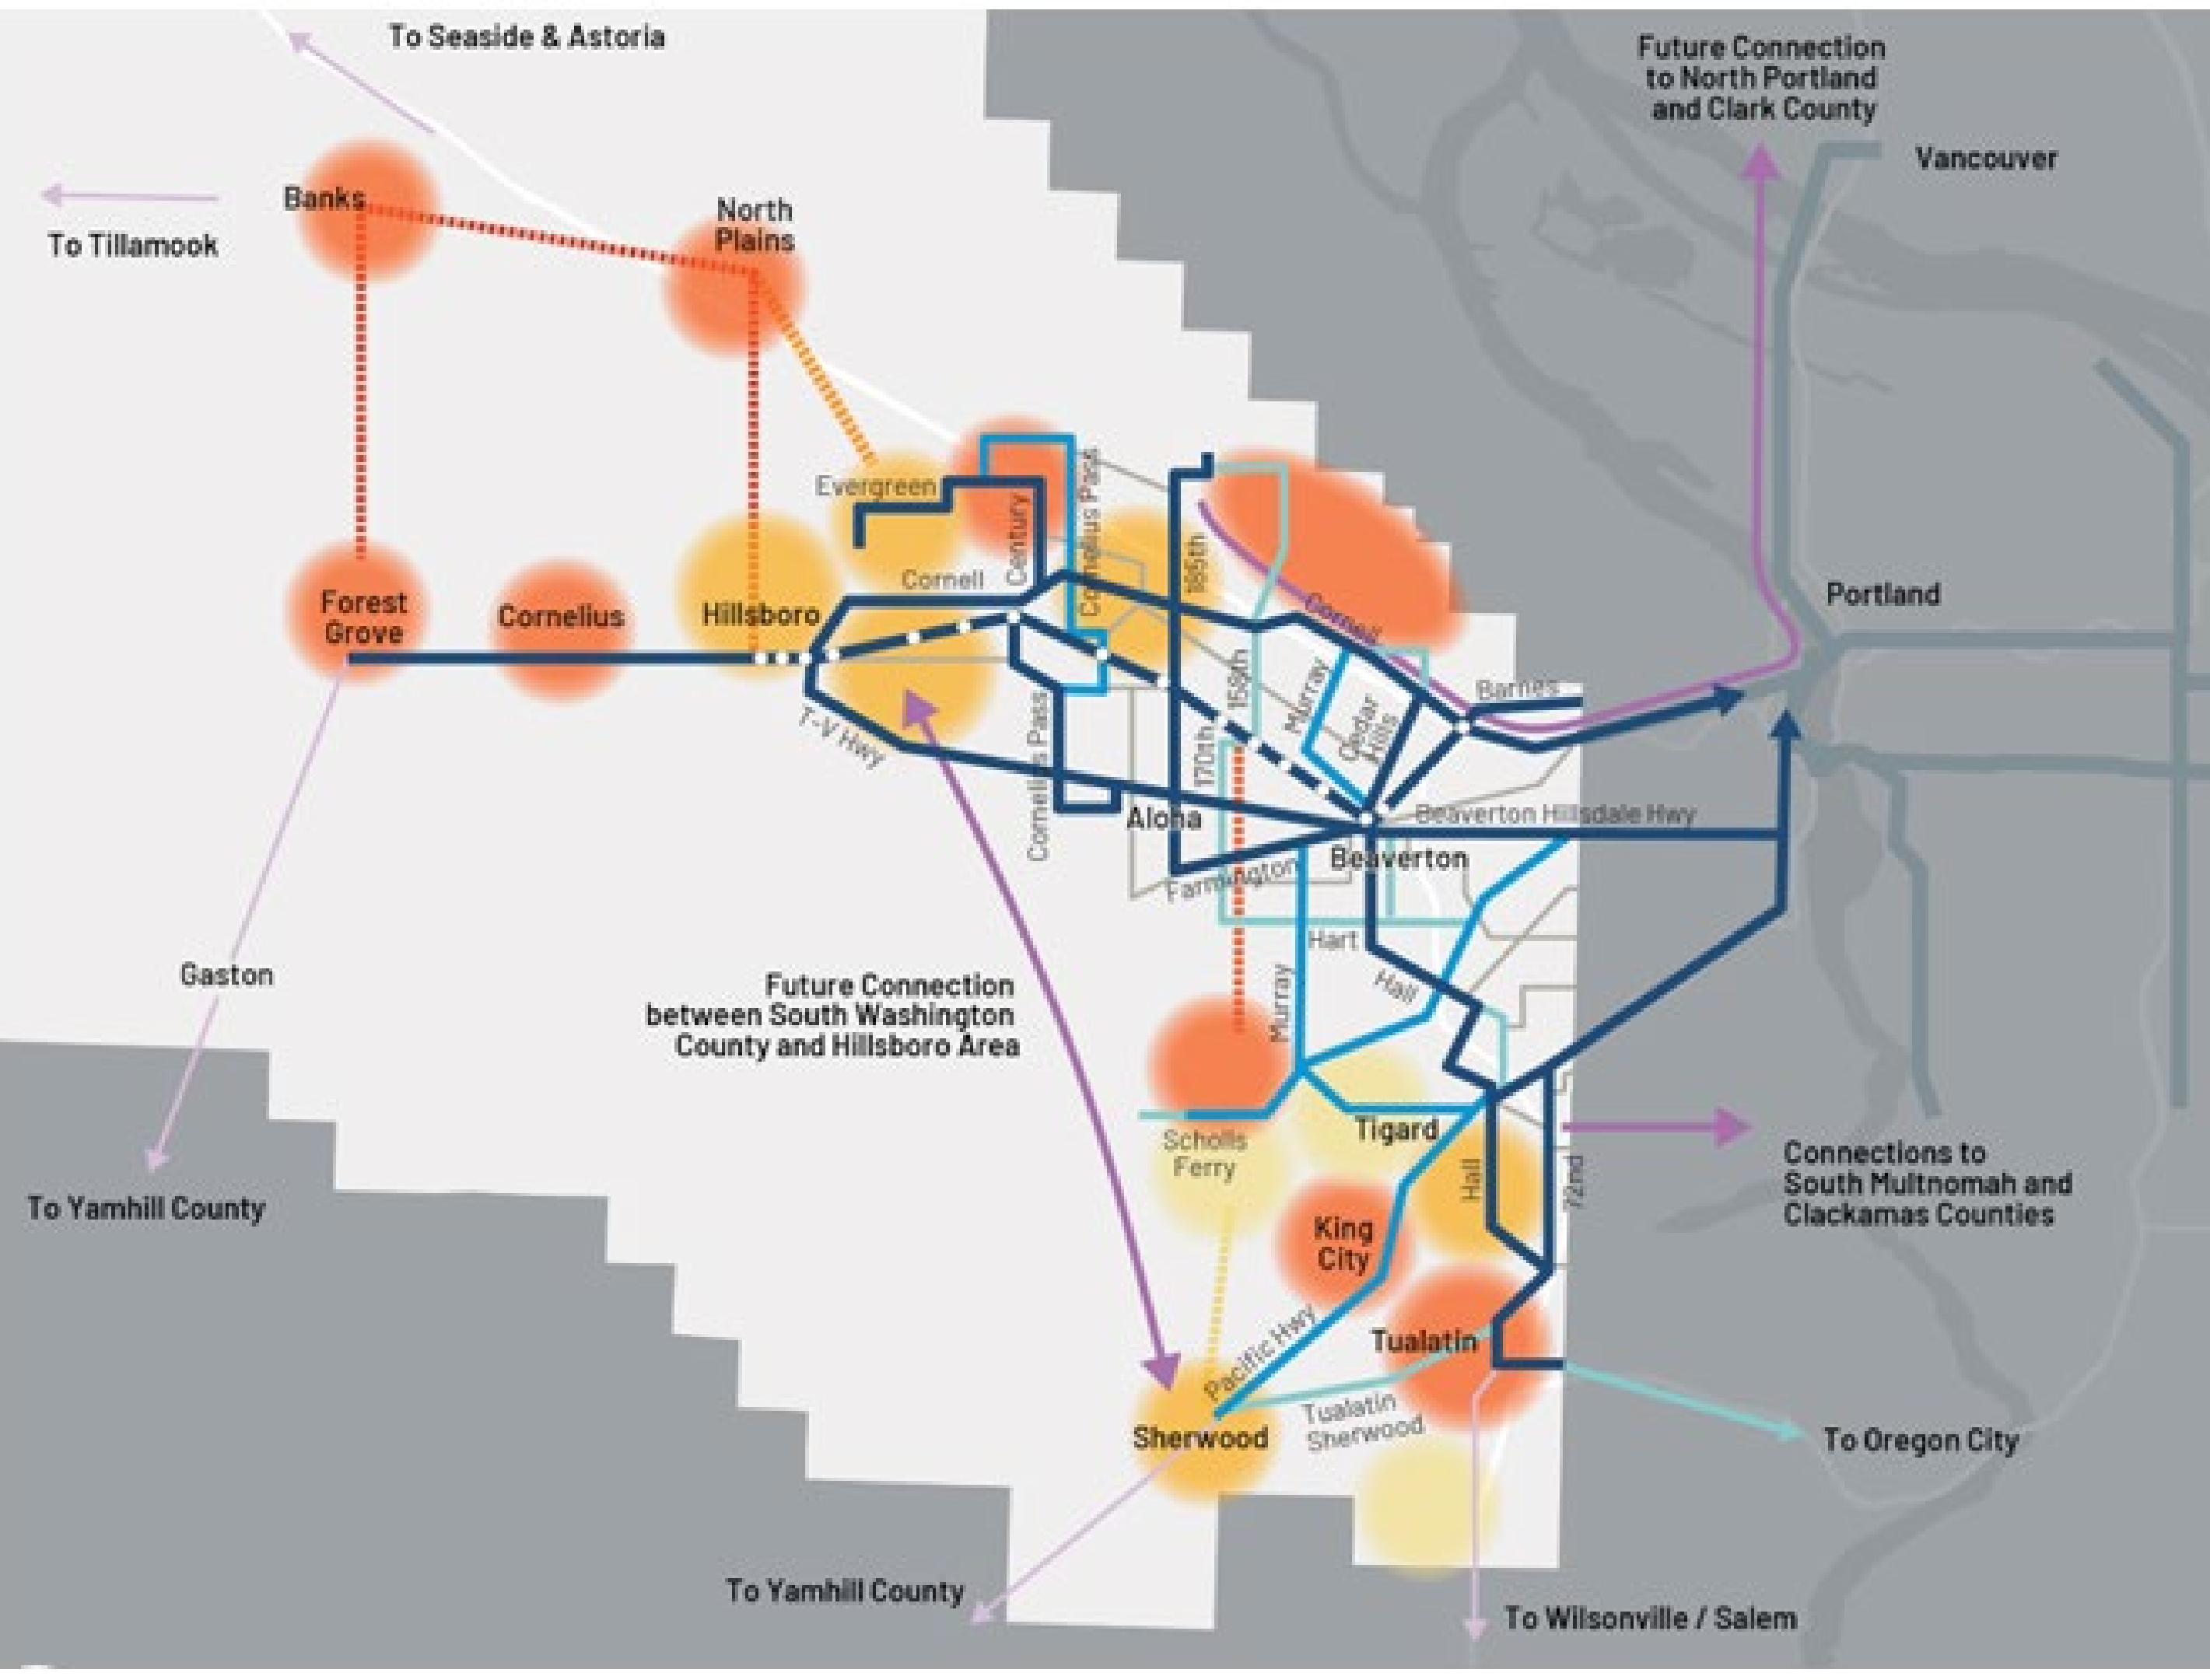 To Seaside & Astoria
Future Connection
to North Portland
and Clark County
Vancouver
Banks
To Tillamook
North
Plains
Evergreen
Century
Cornelius Pass
185th
Cornell
Forest
Grove
Cornelius
Hillsboro
Cornell
Portland
158th
Murray
Cedar
Hills
Barnes
T-V Hwy
Cornelius Pass
170th
Aloha
Beaverton Hillsdale Hwy
Beaverton
Farmington
Hart
Hall
Murray
Gaston
Future Connection
between South Washington
County and Hillsboro Area
Scholls
Ferry
Tigard
Hall
72nd
Connections to
South Multnomah and
Clackamas Counties
To Yamhill County
King
City
Pacific Hwy
Tualatin
Tualatin
Sherwood
Sherwood
To Oregon City
To Yamhill County
To Wilsonville / Salem